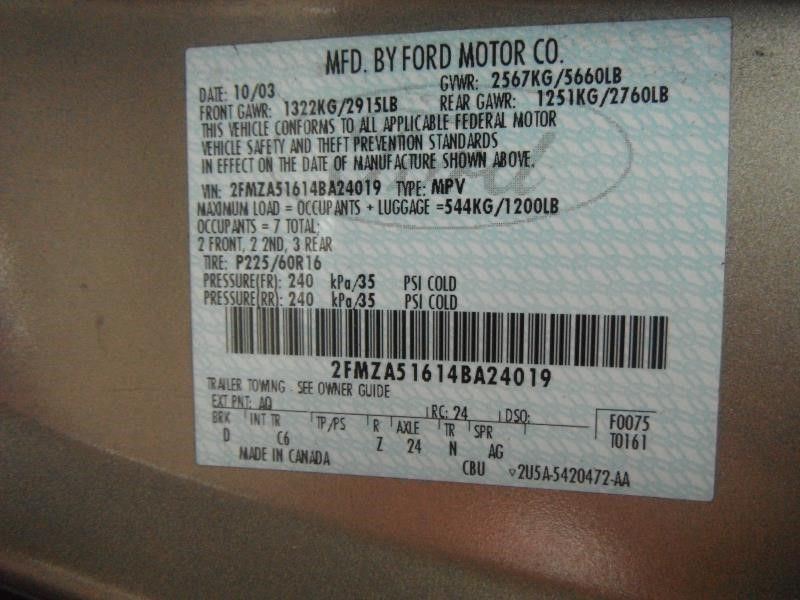 MFD. BY FORD MOTOR CO.
DATE: 10/03 GVWR: 2567KG/5660LB
FRONT GAWR: 1322KG/2915LB REAR GAWR: 1251KG/2760LB
THIS VEHICLE CONFORMS TO ALL APPLICABLE FEDERAL MOTOR
VEHICLE SAFETY AND THEFT PREVENTION STANDARDS
IN EFFECT ON THE DATE OF MANUFACTURE SHOWN ABOVE.
VIN: 2FMZA51614BA24019 TYPE: MPV
MAXIMUM LOAD = OCCUPANTS + LUGGAGE =544KG/1200LB
OCCUPANTS = 7 TOTAL;
2 FRONT, 2 2ND, 3 REAR
TIRE: P225/60R16
PRESSURE(FR): 240 kPa/35 PSI COLD
PRESSURE(RR): 240 kPa/35 PSI COLD
2FMZA51614BA24019
TRAILER TOWING - SEE OWNER GUIDE
EXT PNT: AQ RC: 24 DSO: F0075
BRK INT TR TP/PS R AXLE TR SPR T0161
D C6 Z 24 N AG
MADE IN CANADA CBU 2U5A-5420472-AA